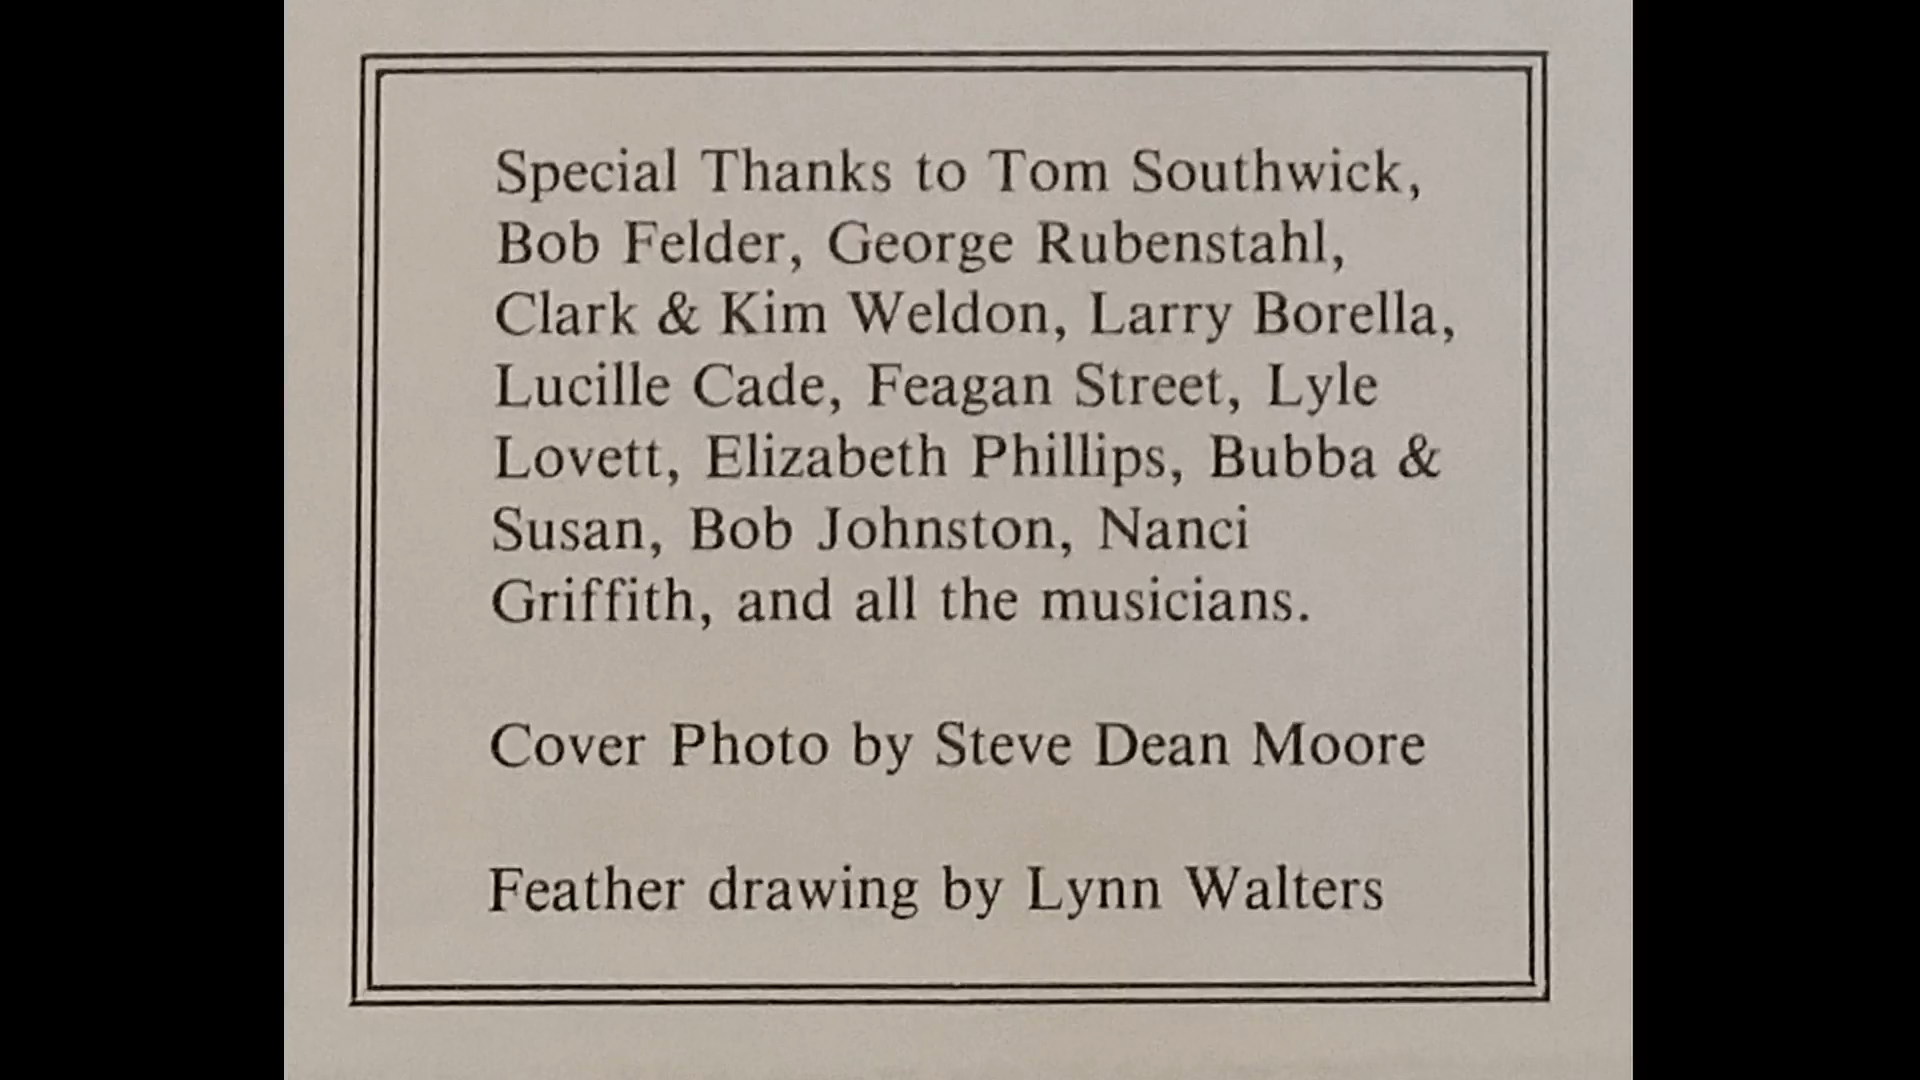 Special Thanks to Tom Southwick,
Bob Felder, George Rubenstahl,
Clark & Kim Weldon, Larry Borella,
Lucille Cade, Feagan Street, Lyle
Lovett, Elizabeth Phillips, Bubba &
Susan, Bob Johnston, Nanci
Griffith, and all the musicians.
Cover Photo by Steve Dean Moore
Feather drawing by Lynn Walters